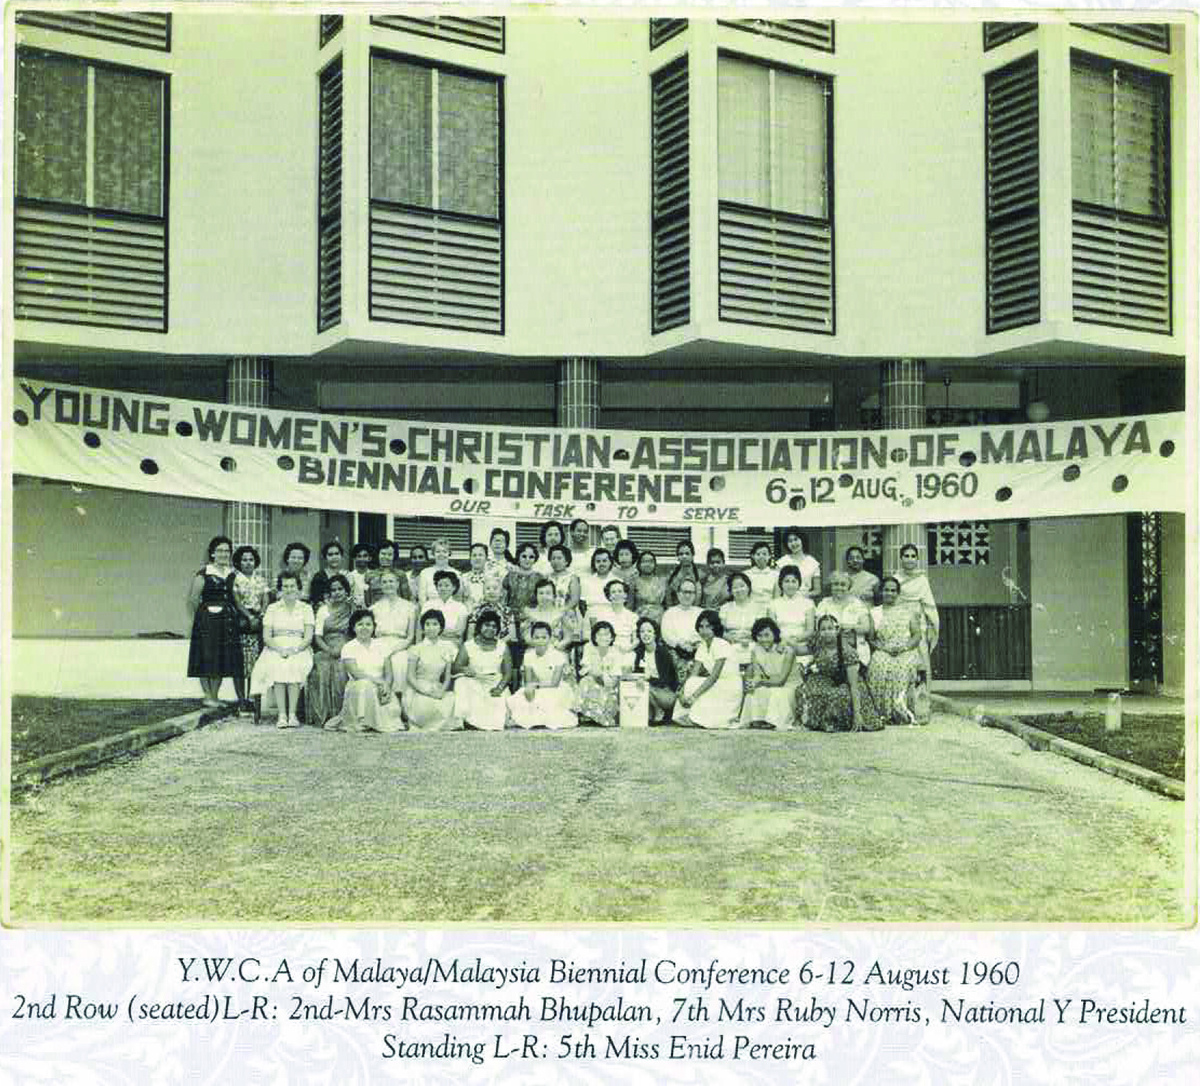 YOUNG WOMEN'S CHRISTIAN ASSOCIATION OF MALAYA
BIENNIAL CONFERENCE 6-12 AUG. 1960
OUR TASK TO SERVE
Y.W.C.A of Malaya/Malaysia Biennial Conference 6-12 August 1960
2nd Row (seated)L-R: 2nd-Mrs Rasammah Bhupalan, 7th Mrs Ruby Norris, National Y President
Standing L-R: 5th Miss Enid Pereira